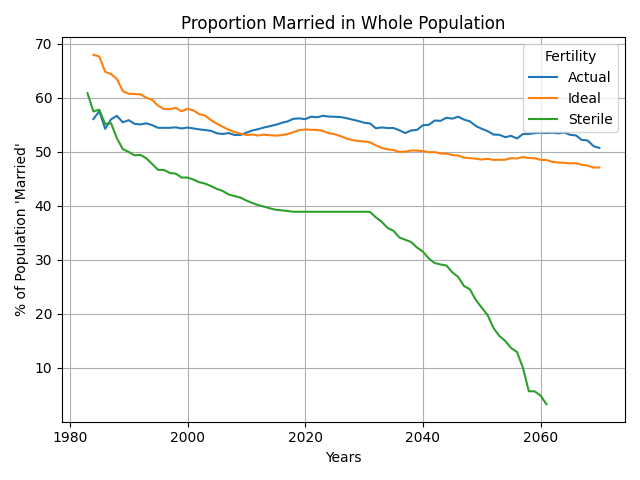 Proportion Married in Whole Population
% of Population 'Married'
70
60
50
40
30
20
10
1980
2000
2020
2040
2060
Years
Fertility
Actual
Ideal
Sterile